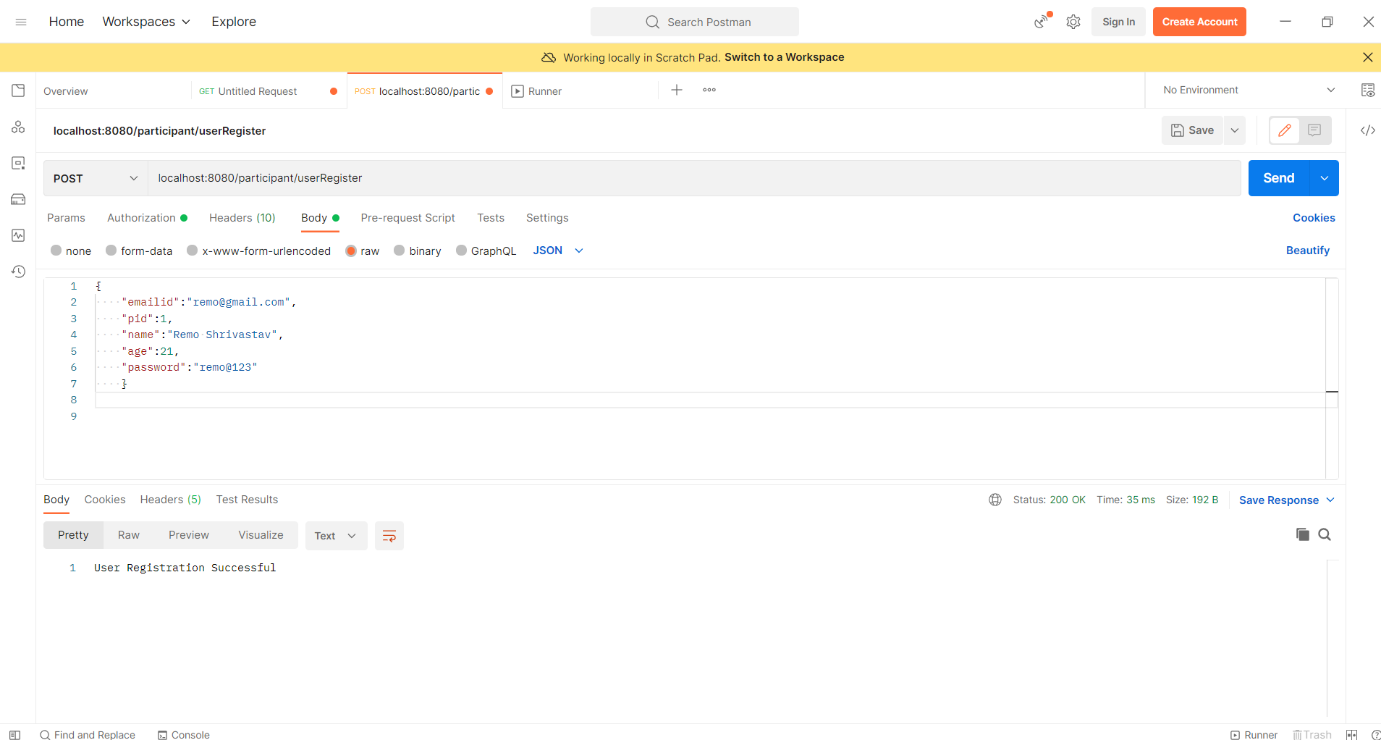 Home Workspaces Explore Search Postman Sign In Create Account
Working locally in Scratch Pad. Switch to a Workspace
Overview GET Untitled Request POST localhost:8080/partic Runner No Environment
localhost:8080/participant/userRegister Save
POST localhost:8080/participant/userRegister Send
Params Authorization Headers (10) Body Pre-request Script Tests Settings Cookies
none form-data x-www-form-urlencoded raw binary GraphQL JSON Beautify
1 {
2 "emailid":"remo@gmail.com",
3 "pid":1,
4 "name":"Remo Shrivastav",
5 "age":21,
6 "password":"remo@123"
7 }
8
9
Body Cookies Headers (5) Test Results Status: 200 OK Time: 35 ms Size: 192 B Save Response
Pretty Raw Preview Visualize Text
1 User Registration Successful
Find and Replace Console Runner Trash